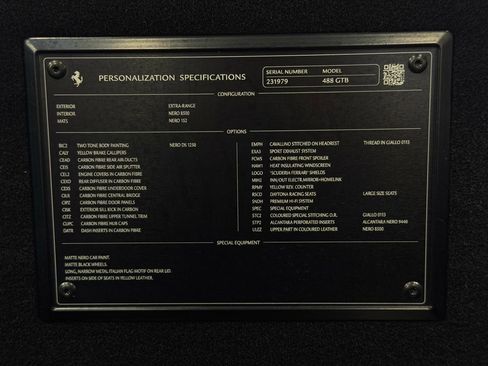 PERSONALIZATION SPECIFICATIONS
SERIAL NUMBER MODEL
231979 488 GTB
CONFIGURATION
EXTERIOR EXTRA-RANGE
INTERIOR NERO 8500
MATS NERO 102
OPTIONS
BIC2 TWO TONE BODY PAINTING NERO DS 1250
CALY YELLOW BRAKE CALLIPERS
CEAD CARBON FIBRE REAR AIR DUCTS
CEIS CARBON FIBRE SIDE AIR SPLITTER
CEL2 ENGINE COVERS IN CARBON FIBRE
CEXD REAR DIFFUSER IN CARBON FIBRE
CEXS CARBON FIBRE UNDERDOOR COVER
CILR CARBON FIBRE CENTRAL BRIDGE
CIPZ CARBON FIBRE DOOR PANELS
CISK EXTERIOR SILL KICK IN CARBON
CITZ CARBON FIBRE UPPER TUNNEL TRIM
CUPC CARBON FIBRE HUB CAPS
DATR DASH INSERTS IN CARBON FIBRE
EMPH CAVALLINO STITCHED ON HEADREST THREAD IN GIALLO 0113
EXA3 SPORT EXHAUST SYSTEM
FCWS CARBON FIBRE FRONT SPOILER
HAW1 HEAT INSULATING WINDSCREEN
LOGO "SCUDERIA FERRARI" SHIELDS
MIH2 INN/OUT ELECTR.MIRROR+HOMELINK
RPMY YELLOW REV. COUNTER
RSCD DAYTONA RACING SEATS LARGE SIZE SEATS
SNDH PREMIUM HI-FI SYSTEM
SPEC SPECIAL EQUIPMENT
STC2 COLOURED SPECIAL STITCHING O.R. GIALLO 0113
STP2 ALCANTARA PERFORATED INSERTS ALCANTARA NERO 9440
ULEZ UPPER PART IN COLOURED LEATHER NERO 8500
SPECIAL EQUIPMENT
MATTE NERO CAR PAINT.
MATTE BLACK WHEELS.
LONG, NARROW METAL ITALIAN FLAG MOTIF ON REAR LID.
INSERTS ON SIDE OF SEATS IN YELLOW LEATHER.